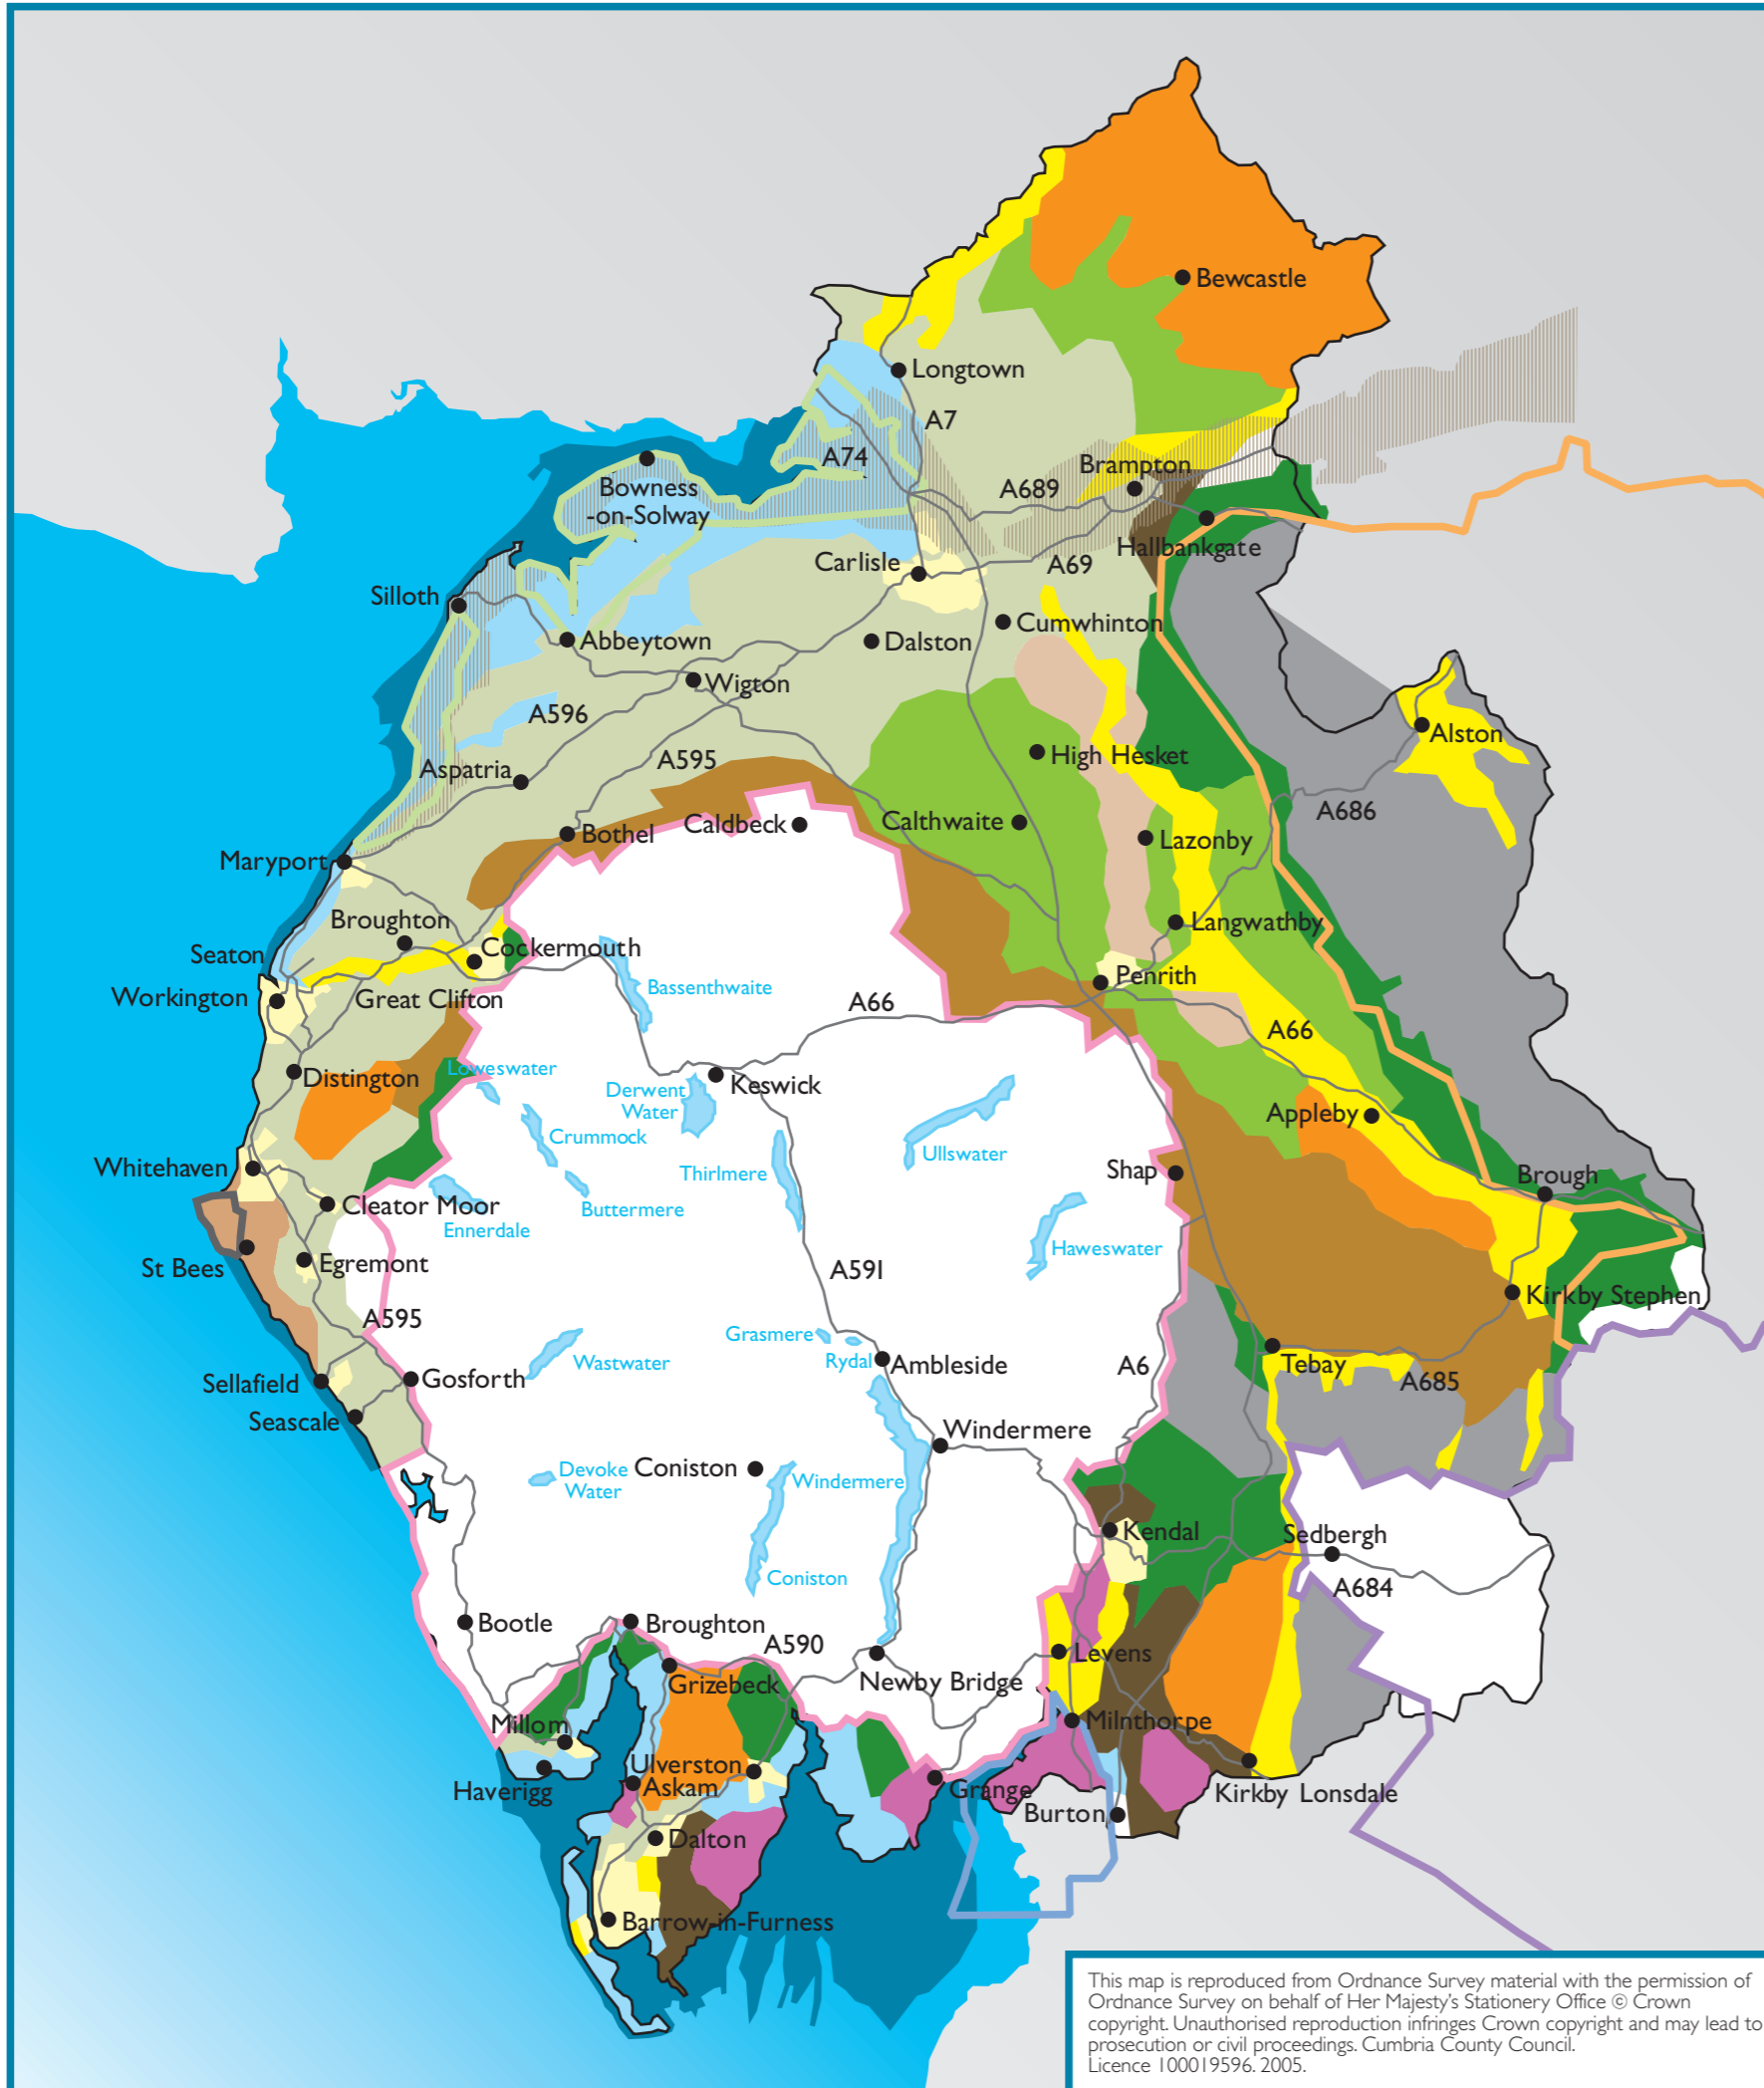 Bewcastle
Longtown
A7
A74
Brampton
Bowness
-on-Solway
A689
Hallbankgate
Carlisle
A69
Silloth
Cumwhinton
Abbeytown
Dalston
Wigton
A596
Alston
High Hesket
A595
Aspatria
A686
Caldbeck
Calthwaite
Bothel
Lazonby
Maryport
Broughton
Langwathby
Cockermouth
Seaton
Penrith
Bassenthwaite
Workington
Great Clifton
A66
A66
Loweswater
Distington
Derwent
Water
Keswick
Appleby
Crummock
Ullswater
Whitehaven
Thirlmere
Shap
Brough
Cleator Moor
Buttermere
Ennerdale
Haweswater
St Bees
Egremont
A591
Kirkby Stephen
A595
Grasmere
Rydal
Ambleside
Wastwater
Tebay
A6
Gosforth
A685
Sellafield
Seascale
Windermere
Devoke
Water
Coniston
Windermere
Kendal
Sedbergh
Coniston
A684
Bootle
Broughton
A590
Levens
Newby Bridge
Grizebeck
Millom
Milnthorpe
Ulverston
Askam
Haverigg
Grange
Kirkby Lonsdale
Burton
Dalton
Barrow-in-Furness
This map is reproduced from Ordnance Survey material with the permission of
Ordnance Survey on behalf of Her Majesty's Stationery Office © Crown
copyright. Unauthorised reproduction infringes Crown copyright and may lead to
prosecution or civil proceedings. Cumbria County Council.
Licence 100019596. 2005.